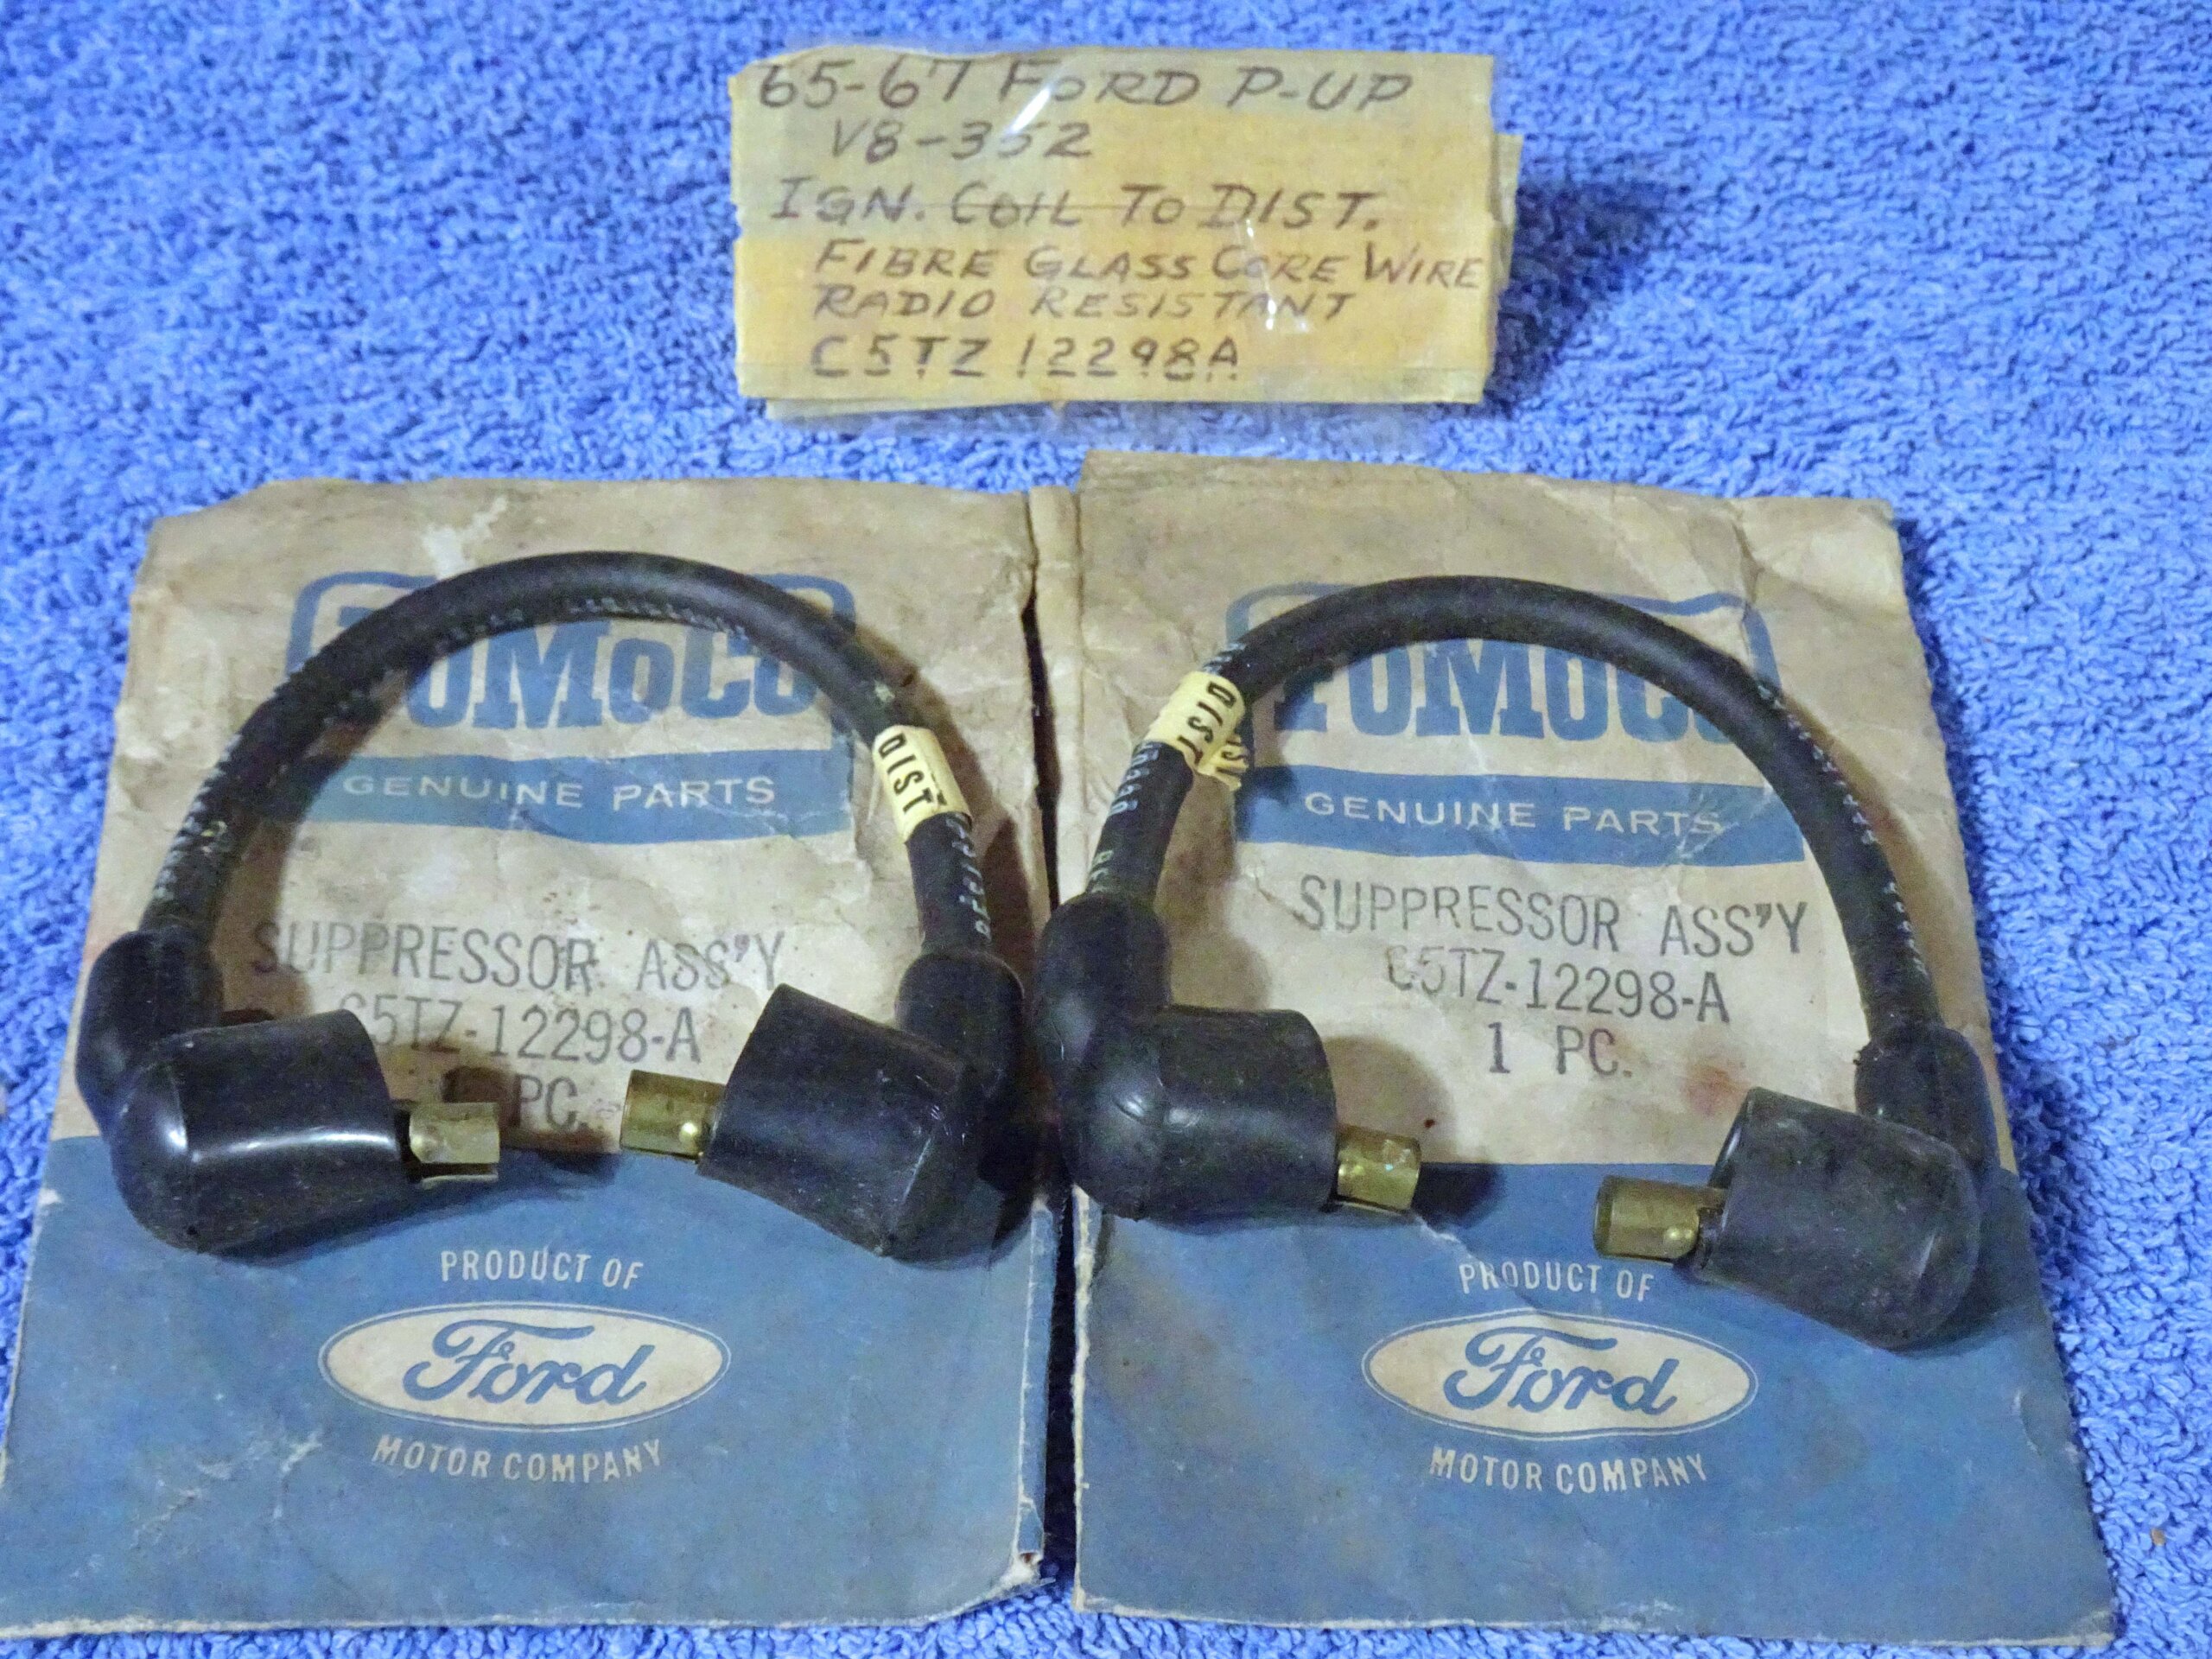 65-67 FORD P-UP
V8-352
IGN. COIL TO DIST.
FIBRE GLASS CORE WIRE
RADIO RESISTANT
C5TZ 12298A
FOMOCO
GENUINE PARTS
DIST
SUPPRESSOR ASS'Y
C5TZ-12298-A
PC.
PRODUCT OF
Ford
MOTOR COMPANY
FOMOCO
GENUINE PARTS
DIST
SUPPRESSOR ASS'Y
C5TZ-12298-A
1 PC.
PRODUCT OF
Ford
MOTOR COMPANY